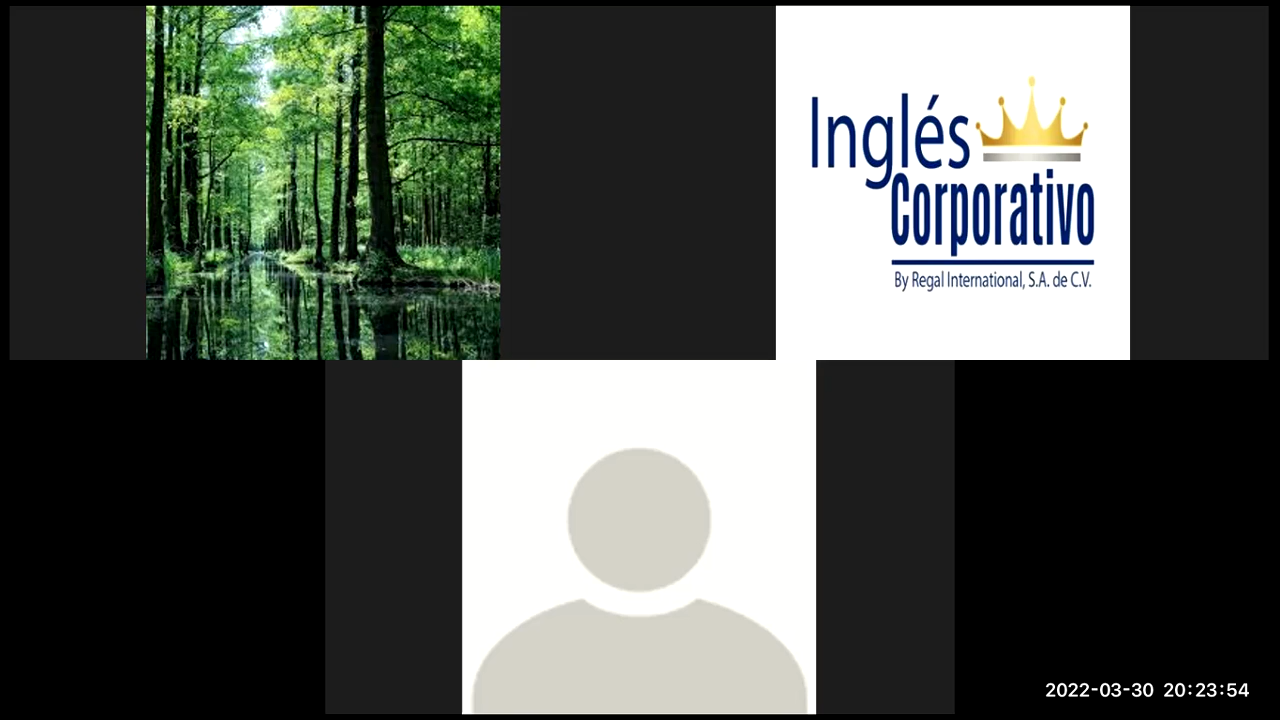 Inglés
Corporativo
By Regal International, S.A. de C.V.
2022-03-30 20:23:54